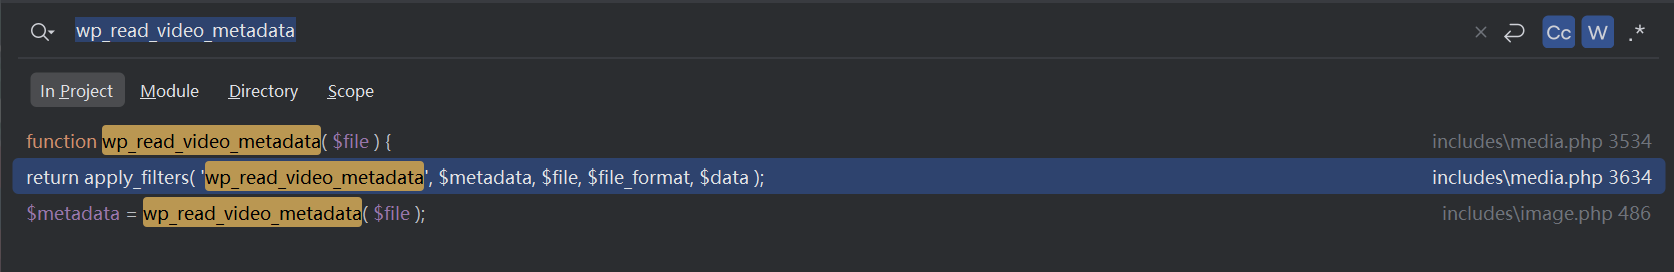 wp_read_video_metadata
Cc W .*
In Project Module Directory Scope
function wp_read_video_metadata( $file ) { includes\media.php 3534
return apply_filters( 'wp_read_video_metadata', $metadata, $file, $file_format, $data ); includes\media.php 3634
$metadata = wp_read_video_metadata( $file ); includes\image.php 486